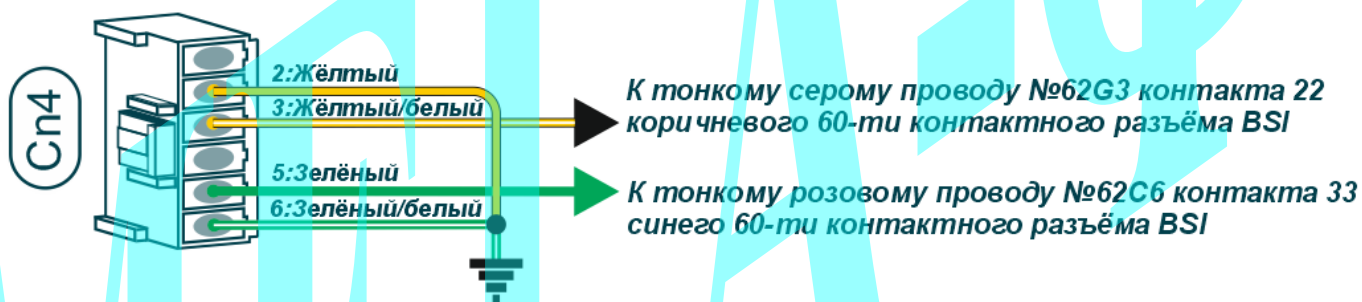 Cn4
2:Жёлтый
3:Жёлтый/белый
К тонкому серому проводу №62G3 контакта 22
коричневого 60-ти контактного разъёма BSI
5:Зелёный
6:Зелёный/белый
К тонкому розовому проводу №62C6 контакта 33
синего 60-ти контактного разъёма BSI